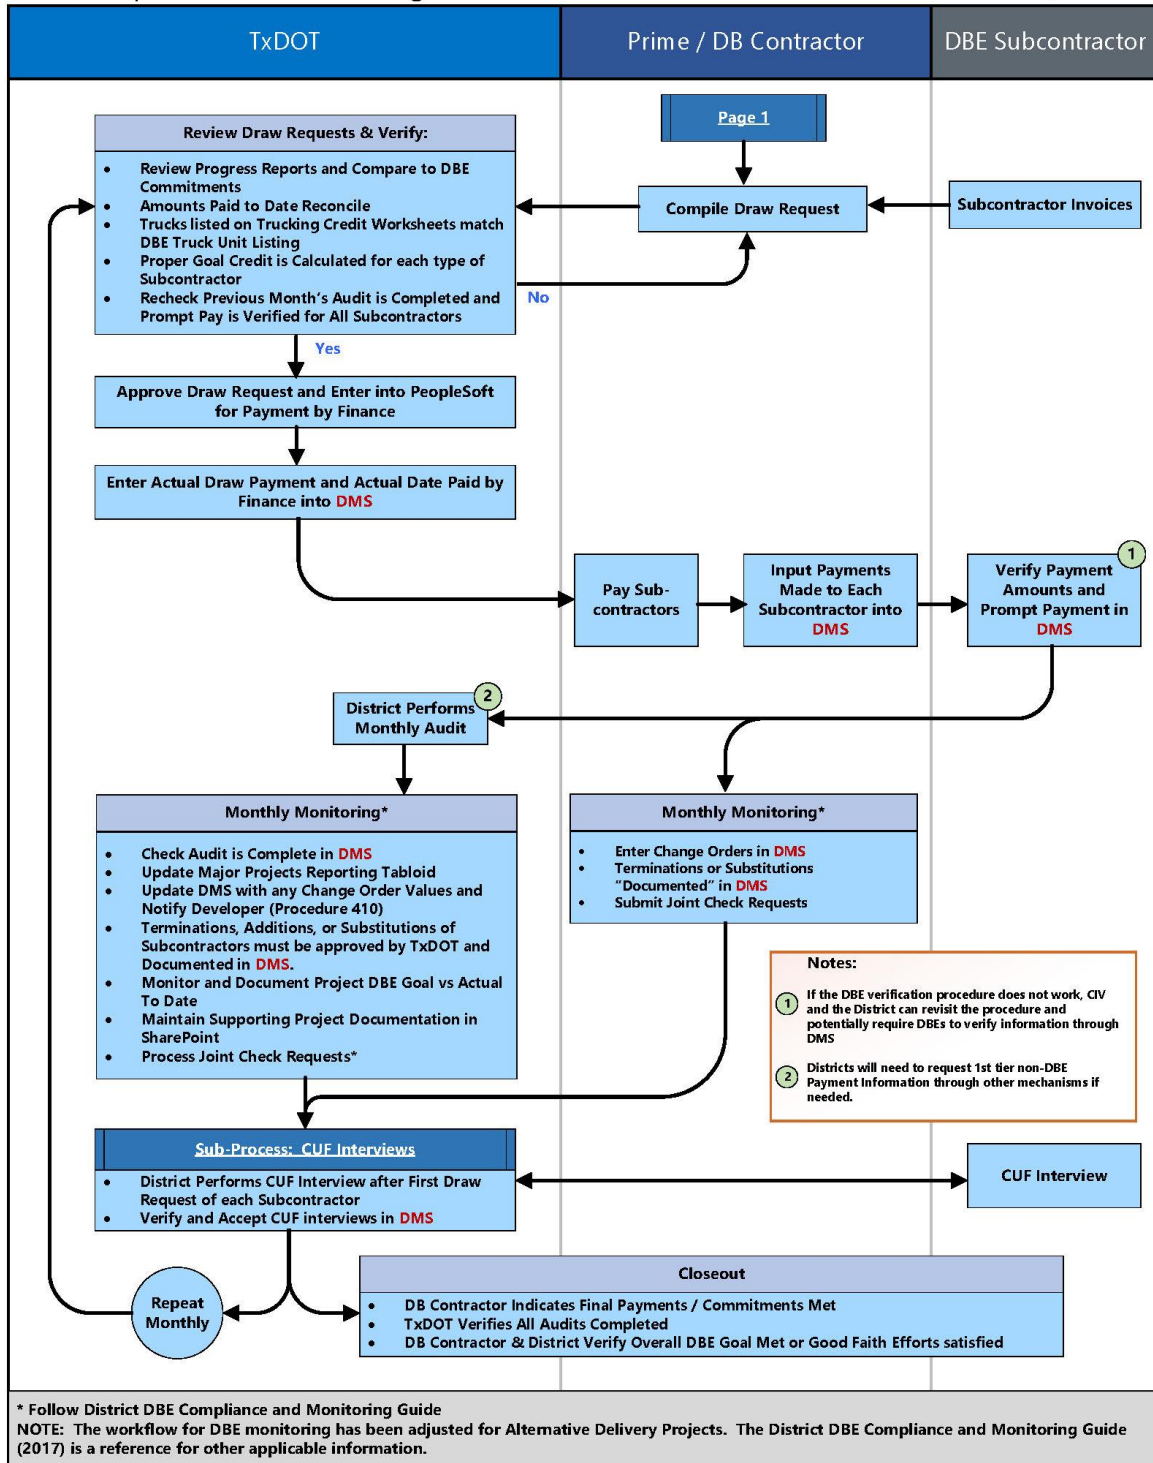 TxDOT
Prime / DB Contractor
DBE Subcontractor
Page 1
Review Draw Requests & Verify:
• Review Progress Reports and Compare to DBE
Commitments
• Amounts Paid to Date Reconcile
• Trucks listed on Trucking Credit Worksheets match
DBE Truck Unit Listing
• Proper Goal Credit is Calculated for each type of
Subcontractor
• Recheck Previous Month's Audit is Completed and
Prompt Pay is Verified for All Subcontractors
Compile Draw Request
Subcontractor Invoices
No
Yes
Approve Draw Request and Enter into PeopleSoft
for Payment by Finance
Enter Actual Draw Payment and Actual Date Paid by
Finance into DMS
Pay Sub-
contractors
Input Payments
Made to Each
Subcontractor into
DMS
1
Verify Payment
Amounts and
Prompt Payment in
DMS
2
District Performs
Monthly Audit
Monthly Monitoring*
• Check Audit is Complete in DMS
• Update Major Projects Reporting Tabloid
• Update DMS with any Change Order Values and
Notify Developer (Procedure 410)
• Terminations, Additions, or Substitutions of
Subcontractors must be approved by TxDOT and
Documented in DMS.
• Monitor and Document Project DBE Goal vs Actual
To Date
• Maintain Supporting Project Documentation in
SharePoint
• Process Joint Check Requests*
Monthly Monitoring*
• Enter Change Orders in DMS
• Terminations or Substitutions
"Documented" in DMS
• Submit Joint Check Requests
Notes:
1 If the DBE verification procedure does not work, CIV
and the District can revisit the procedure and
potentially require DBEs to verify information through
DMS
2 Districts will need to request 1st tier non-DBE
Payment Information through other mechanisms if
needed.
Sub-Process: CUF Interviews
• District Performs CUF Interview after First Draw
Request of each Subcontractor
• Verify and Accept CUF interviews in DMS
CUF Interview
Repeat
Monthly
Closeout
• DB Contractor Indicates Final Payments / Commitments Met
• TxDOT Verifies All Audits Completed
• DB Contractor & District Verify Overall DBE Goal Met or Good Faith Efforts satisfied
* Follow District DBE Compliance and Monitoring Guide
NOTE: The workflow for DBE monitoring has been adjusted for Alternative Delivery Projects. The District DBE Compliance and Monitoring Guide
(2017) is a reference for other applicable information.